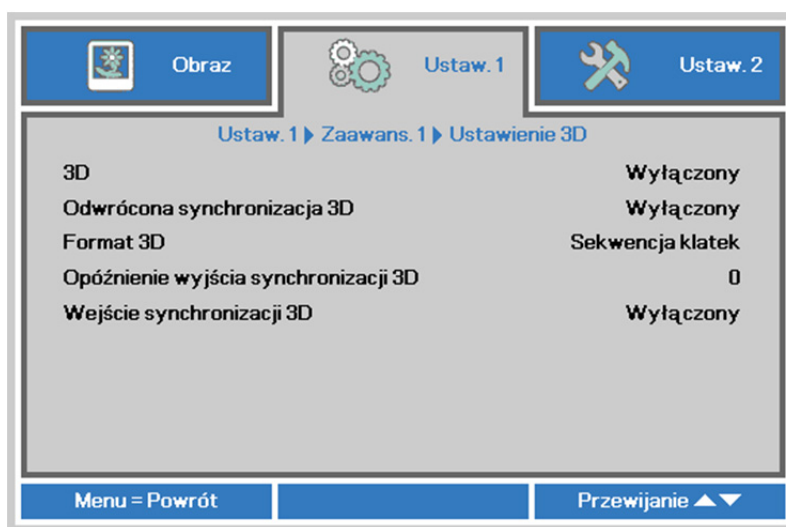 Obraz
Ustaw. 1
Ustaw. 2
Ustaw. 1 ▶ Zaawans. 1 ▶ Ustawienie 3D
3D Wyłączony
Odwrócona synchronizacja 3D Wyłączony
Format 3D Sekwencja klatek
Opóźnienie wyjścia synchronizacji 3D 0
Wejście synchronizacji 3D Wyłączony
Menu = Powrót
Przewijanie ▲▼